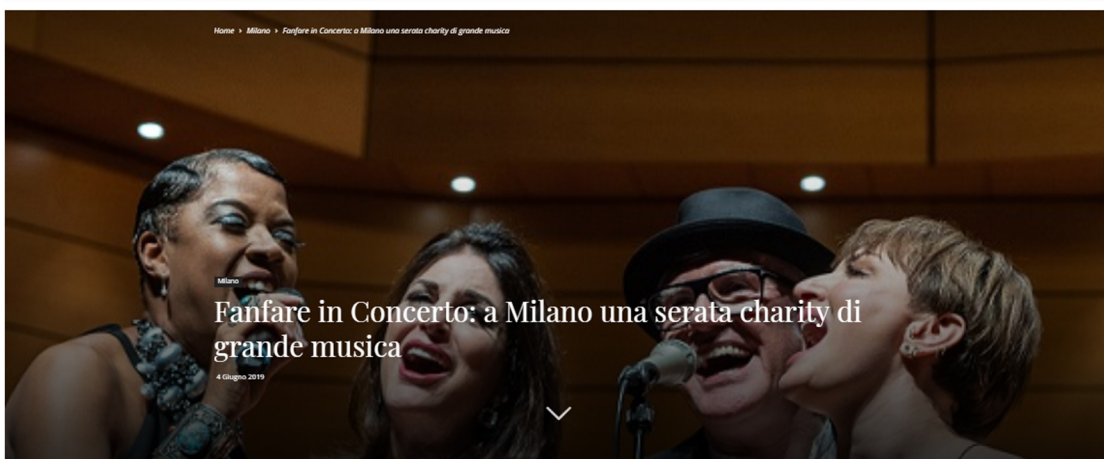 Home > Milano > Fanfare in Concerto: a Milano una serata charity di grande musica
Milano
Fanfare in Concerto: a Milano una serata charity di
grande musica
4 Giugno 2019